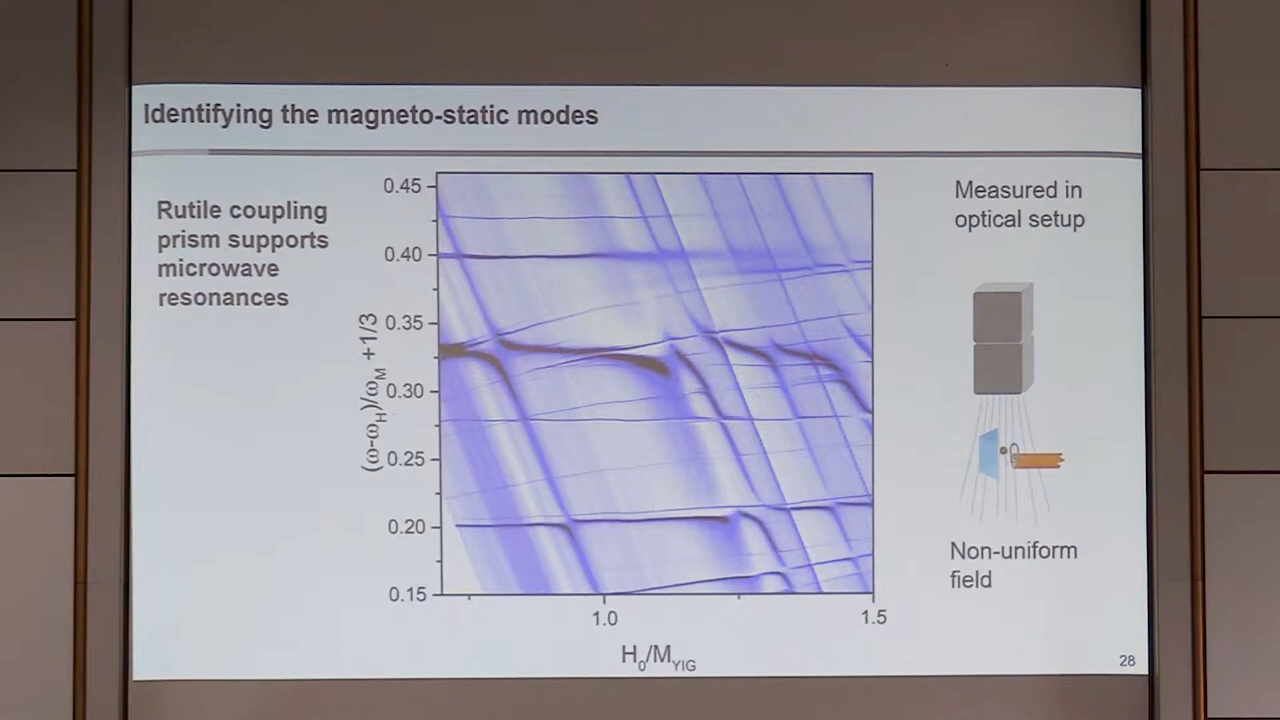 Identifying the magneto-static modes
Rutile coupling
prism supports
microwave
resonances
0.45
0.40
0.35
0.30
0.25
0.20
0.15
(ω-ω_H)/ω_M +1/3
1.0
1.5
H_0/M_YIG
Measured in
optical setup
Non-uniform
field
28